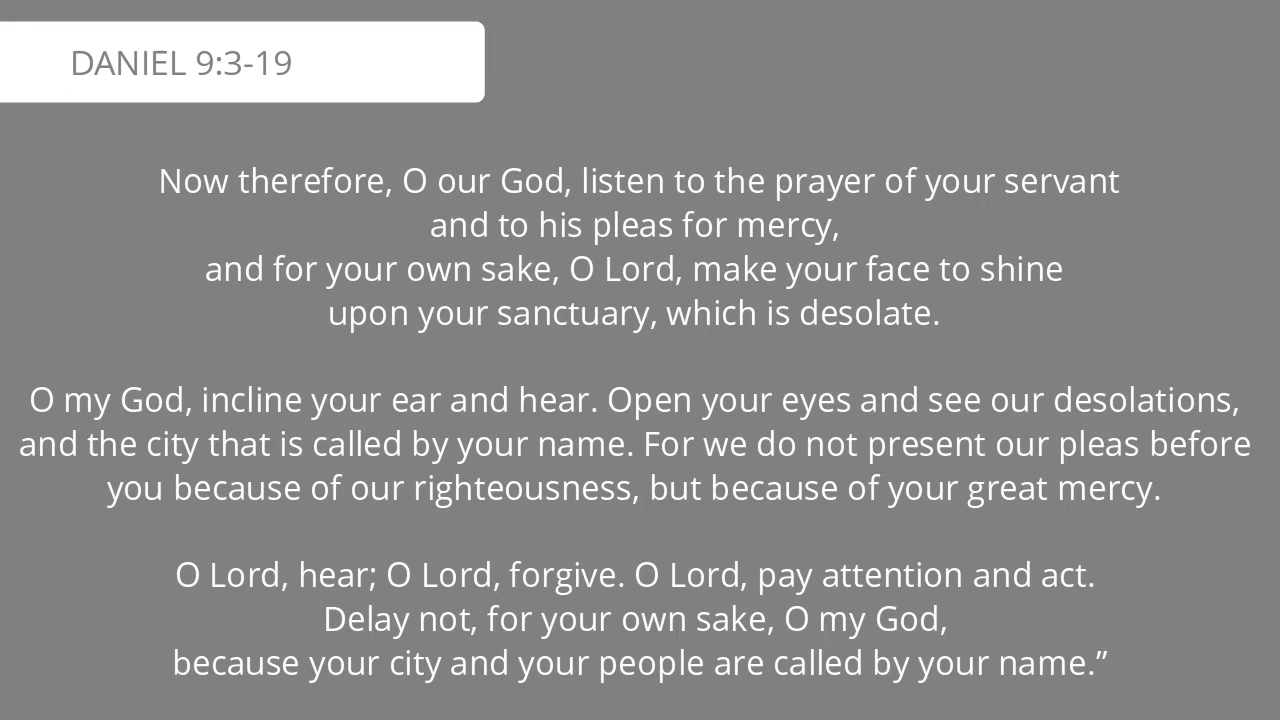 DANIEL 9:3-19
Now therefore, O our God, listen to the prayer of your servant
and to his pleas for mercy,
and for your own sake, O Lord, make your face to shine
upon your sanctuary, which is desolate.
O my God, incline your ear and hear. Open your eyes and see our desolations,
and the city that is called by your name. For we do not present our pleas before
you because of our righteousness, but because of your great mercy.
O Lord, hear; O Lord, forgive. O Lord, pay attention and act.
Delay not, for your own sake, O my God,
because your city and your people are called by your name.”